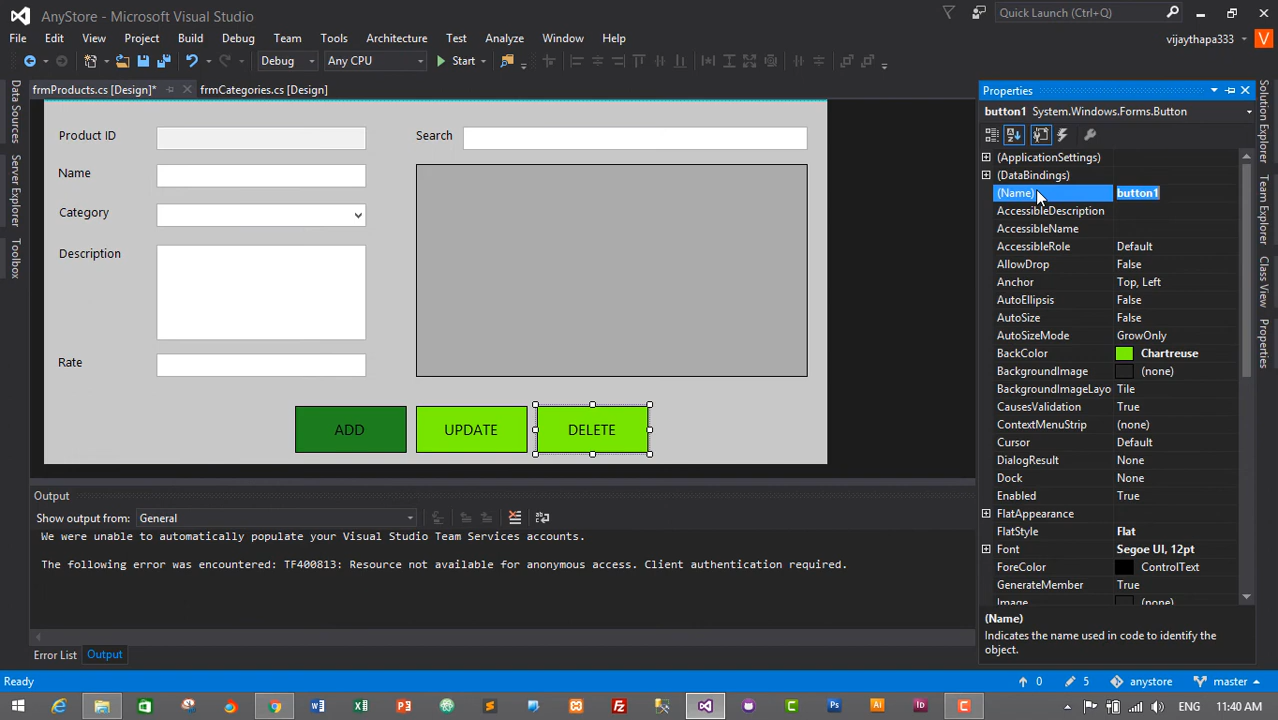 AnyStore - Microsoft Visual Studio
Quick Launch (Ctrl+Q)
File Edit View Project Build Debug Team Tools Architecture Test Analyze Window Help
vijaythapa333 V
Debug Any CPU Start
frmProducts.cs [Design]* frmCategories.cs [Design]
Data Sources
Server Explorer
Toolbox
Product ID
Name
Category
Description
Rate
Search
ADD UPDATE DELETE
Output
Show output from: General
We were unable to automatically populate your Visual Studio Team Services accounts.
The following error was encountered: TF400813: Resource not available for anonymous access. Client authentication required.
Error List Output
Properties
button1 System.Windows.Forms.Button
(ApplicationSettings)
(DataBindings)
(Name) button1
AccessibleDescription
AccessibleName
AccessibleRole Default
AllowDrop False
Anchor Top, Left
AutoEllipsis False
AutoSize False
AutoSizeMode GrowOnly
BackColor Chartreuse
BackgroundImage (none)
BackgroundImageLayo Tile
CausesValidation True
ContextMenuStrip (none)
Cursor Default
DialogResult None
Dock None
Enabled True
FlatAppearance
FlatStyle Flat
Font Segoe UI, 12pt
ForeColor ControlText
GenerateMember True
Image (none)
(Name)
Indicates the name used in code to identify the
object.
Solution Explorer
Team Explorer
Class View
Properties
Ready 0 5 anystore master
ENG 11:40 AM